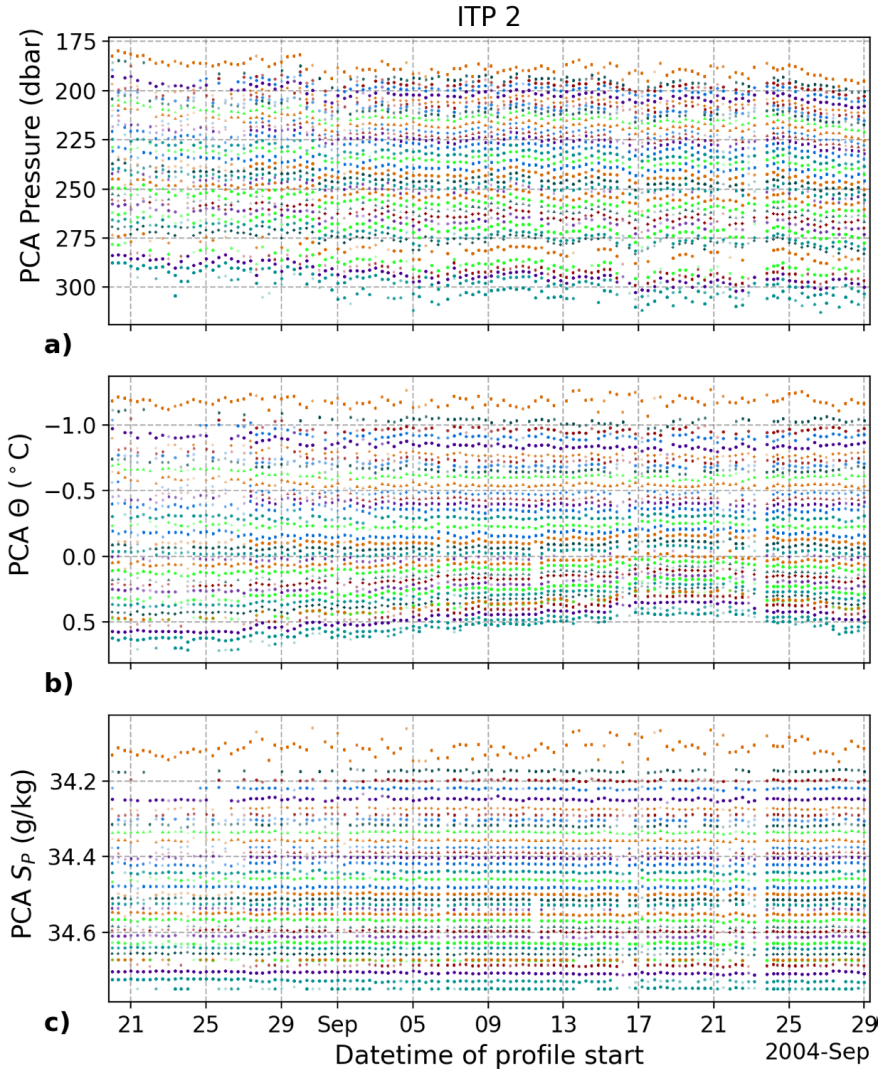 ITP 2
175
200
225
250
275
300
PCA Pressure (dbar)
a)
−1.0
−0.5
0.0
0.5
PCA Θ (°C)
b)
34.2
34.4
34.6
PCA S_P (g/kg)
c)
21 25 29 Sep 05 09 13 17 21 25 29
Datetime of profile start
2004-Sep